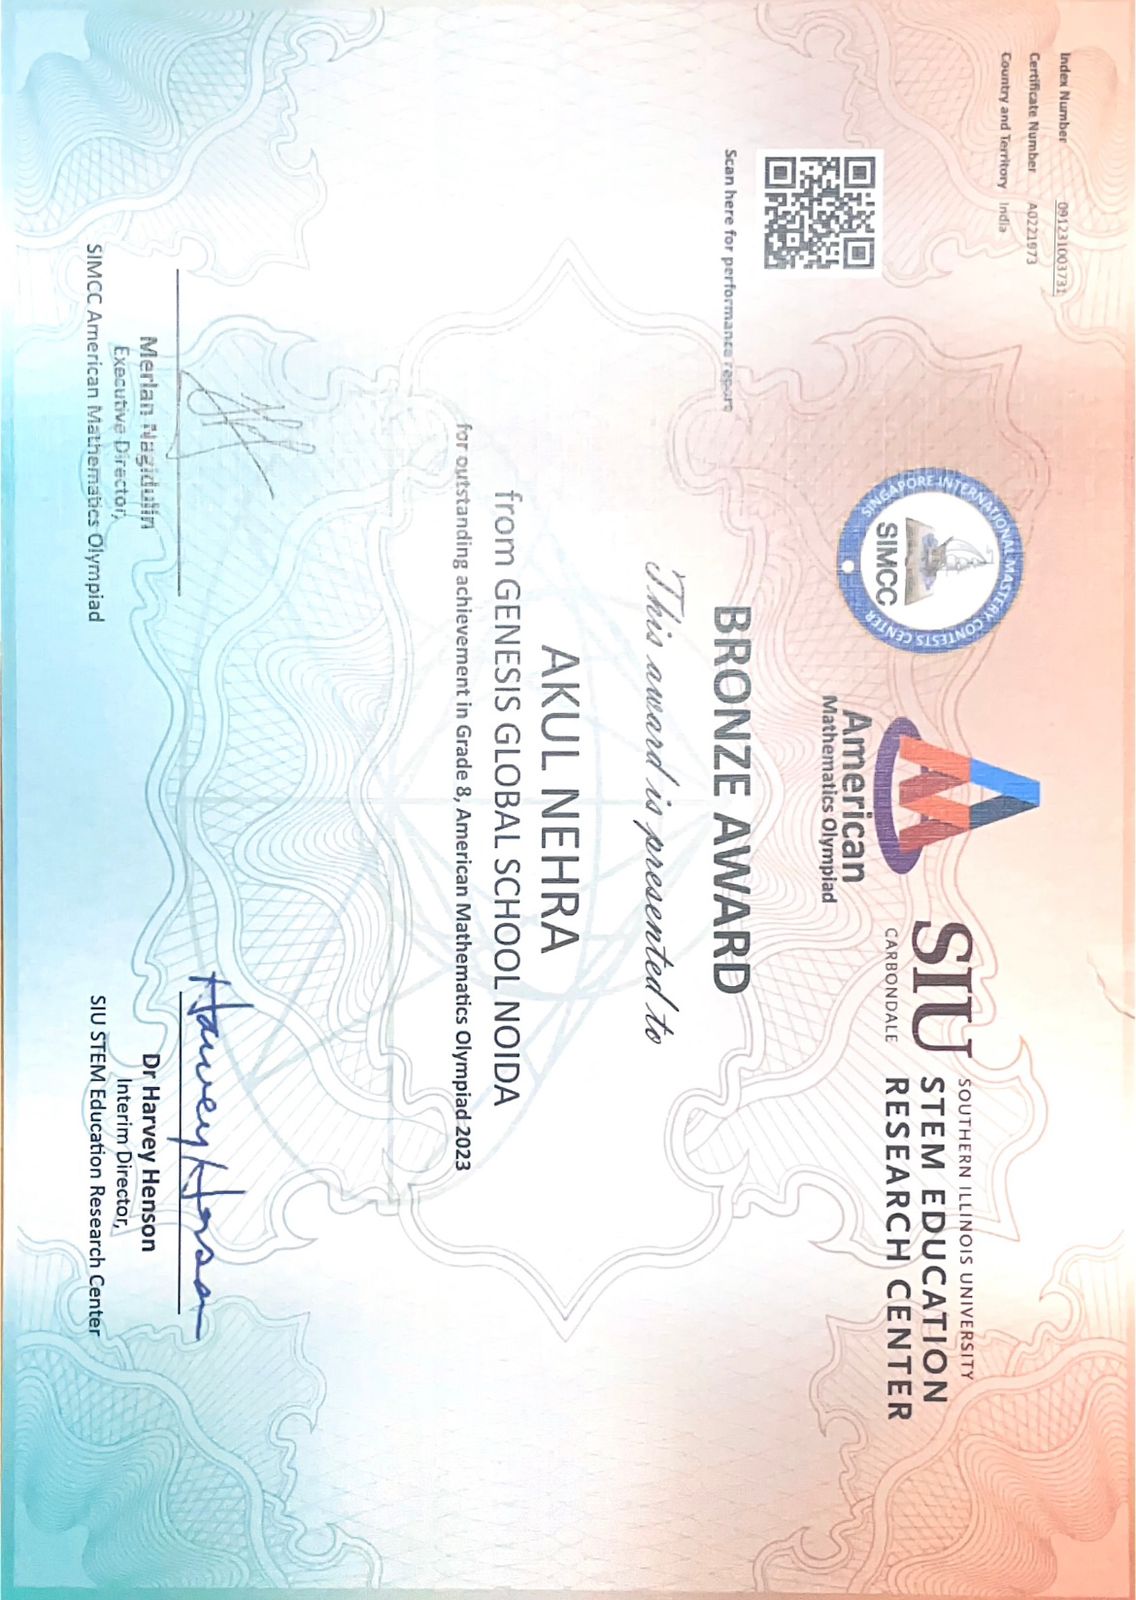 Index Number 091231003731
Certificate Number A0221973
Country and Territory India
Scan here for performance report
SINGAPORE INTERNATIONAL MASTERY CONTESTS CENTER
SIMCC
American
Mathematics Olympiad
SIU
CARBONDALE
SOUTHERN ILLINOIS UNIVERSITY
STEM EDUCATION
RESEARCH CENTER
BRONZE AWARD
This award is presented to
AKUL NEHRA
from GENESIS GLOBAL SCHOOL NOIDA
for outstanding achievement in Grade 8, American Mathematics Olympiad 2023
Merlan Nagidulin
Executive Director,
SIMCC American Mathematics Olympiad
Harvey Henson
Dr Harvey Henson
Interim Director,
SIU STEM Education Research Center